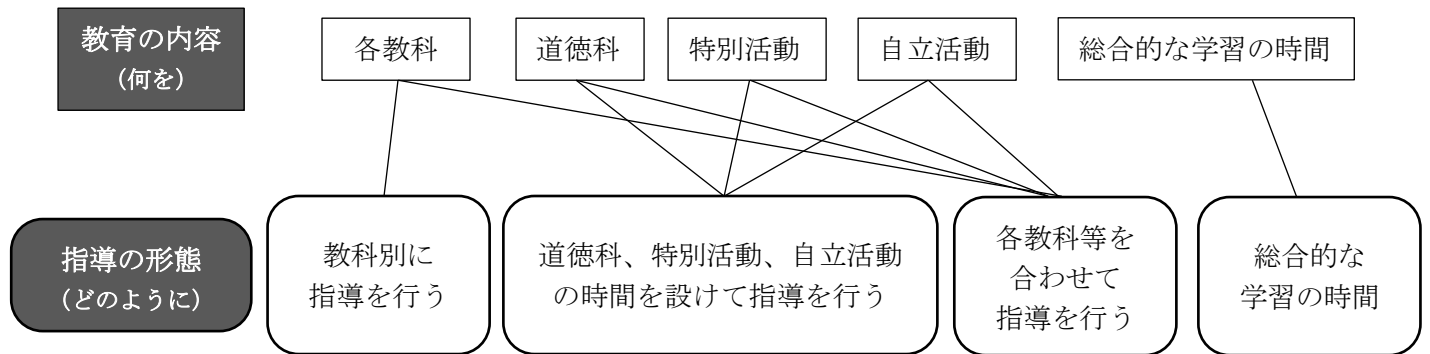 教育の内容
(何を)
各教科
道徳科
特別活動
自立活動
総合的な学習の時間
指導の形態
(どのように)
教科別に
指導を行う
道徳科、特別活動、自立活動
の時間を設けて指導を行う
各教科等を
合わせて
指導を行う
総合的な
学習の時間